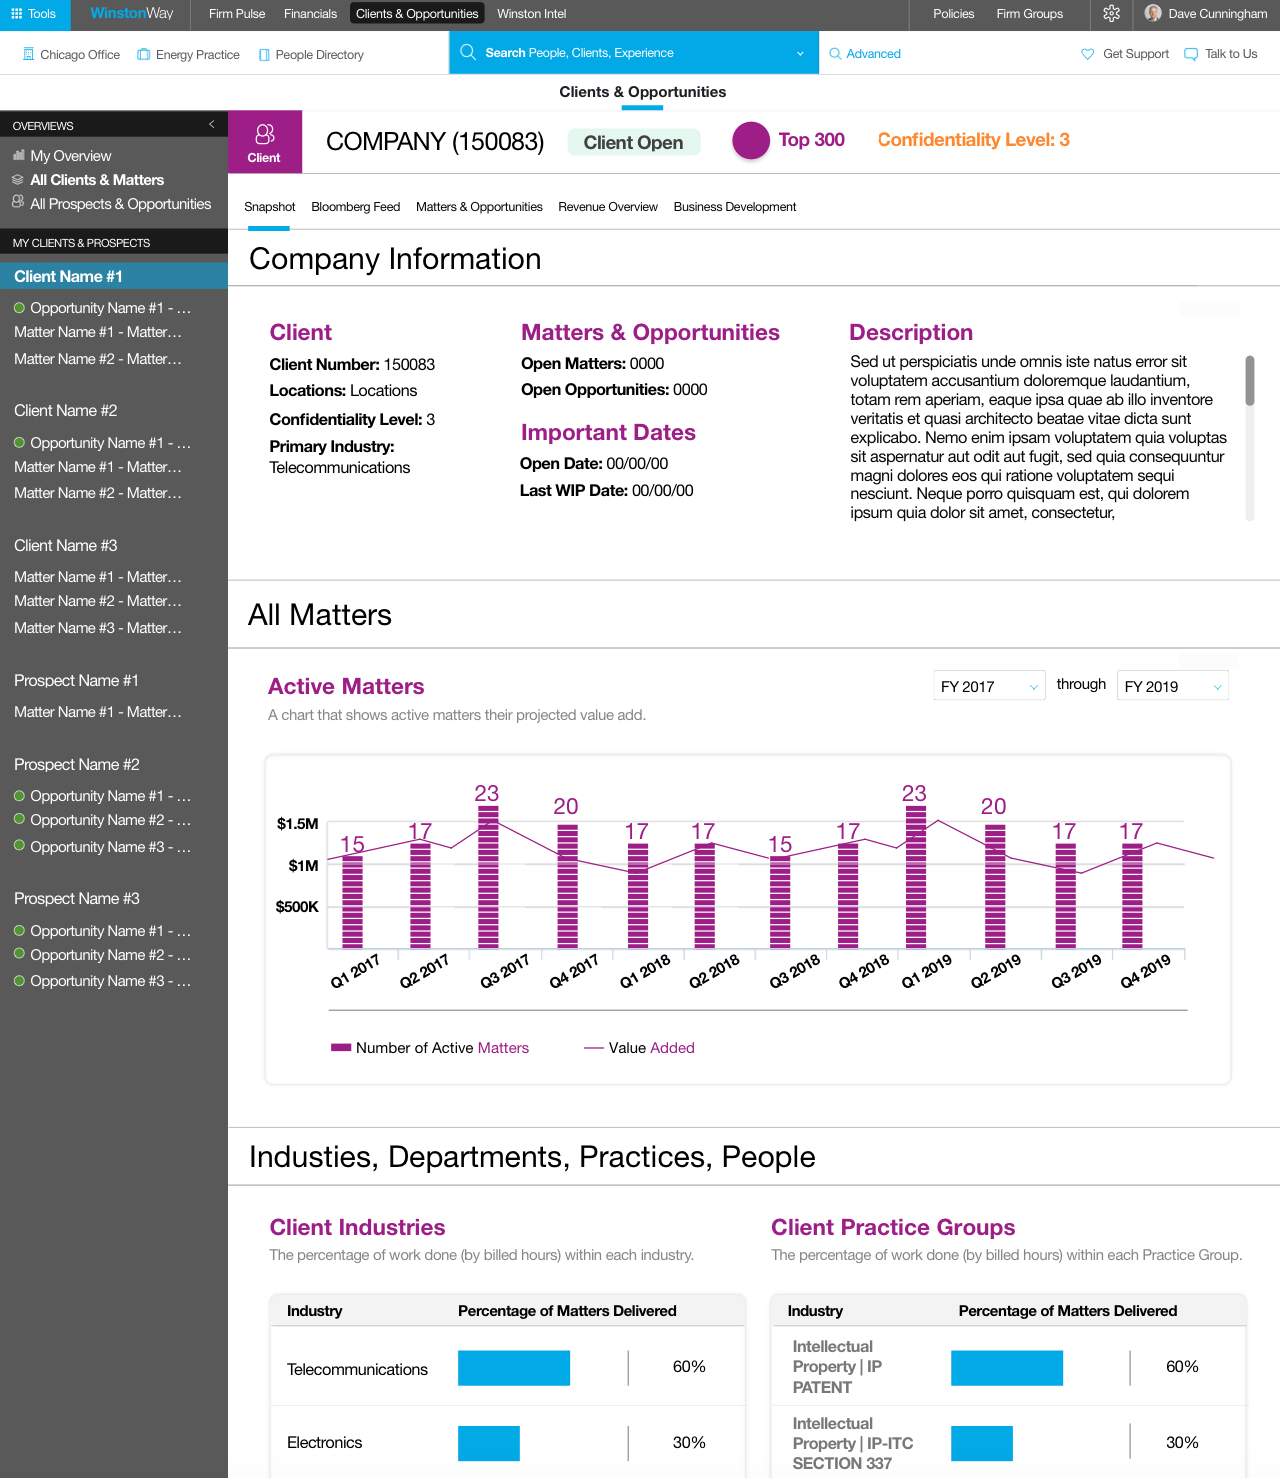 Tools
WinstonWay
Firm Pulse
Financials
Clients & Opportunities
Winston Intel
Policies
Firm Groups
Dave Cunningham
Chicago Office
Energy Practice
People Directory
Search People, Clients, Experience
Advanced
Get Support
Talk to Us
Clients & Opportunities
OVERVIEWS
My Overview
All Clients & Matters
All Prospects & Opportunities
MY CLIENTS & PROSPECTS
Client Name #1
Opportunity Name #1 - ...
Matter Name #1 - Matter...
Matter Name #2 - Matter...
Client Name #2
Opportunity Name #1 - ...
Matter Name #1 - Matter...
Matter Name #2 - Matter...
Client Name #3
Matter Name #1 - Matter...
Matter Name #2 - Matter...
Matter Name #3 - Matter...
Prospect Name #1
Matter Name #1 - Matter...
Prospect Name #2
Opportunity Name #1 - ...
Opportunity Name #2 - ...
Opportunity Name #3 - ...
Prospect Name #3
Opportunity Name #1 - ...
Opportunity Name #2 - ...
Opportunity Name #3 - ...
Client
COMPANY (150083)
Client Open
Top 300
Confidentiality Level: 3
Snapshot
Bloomberg Feed
Matters & Opportunities
Revenue Overview
Business Development
Company Information
Client
Client Number: 150083
Locations: Locations
Confidentiality Level: 3
Primary Industry:
Telecommunications
Matters & Opportunities
Open Matters: 0000
Open Opportunities: 0000
Important Dates
Open Date: 00/00/00
Last WIP Date: 00/00/00
Description
Sed ut perspiciatis unde omnis iste natus error sit
voluptatem accusantium doloremque laudantium,
totam rem aperiam, eaque ipsa quae ab illo inventore
veritatis et quasi architecto beatae vitae dicta sunt
explicabo. Nemo enim ipsam voluptatem quia voluptas
sit aspernatur aut odit aut fugit, sed quia consequuntur
magni dolores eos qui ratione voluptatem sequi
nesciunt. Neque porro quisquam est, qui dolorem
ipsum quia dolor sit amet, consectetur,
All Matters
Active Matters
A chart that shows active matters their projected value add.
FY 2017
through
FY 2019
$1.5M
$1M
$500K
15
17
23
20
17
17
15
17
23
20
17
17
Q1 2017
Q2 2017
Q3 2017
Q4 2017
Q1 2018
Q2 2018
Q3 2018
Q4 2018
Q1 2019
Q2 2019
Q3 2019
Q4 2019
Number of Active Matters
Value Added
Industies, Departments, Practices, People
Client Industries
The percentage of work done (by billed hours) within each industry.
Industry
Percentage of Matters Delivered
Telecommunications
60%
Electronics
30%
Client Practice Groups
The percentage of work done (by billed hours) within each Practice Group.
Industry
Percentage of Matters Delivered
Intellectual
Property | IP
PATENT
60%
Intellectual
Property | IP-ITC
SECTION 337
30%